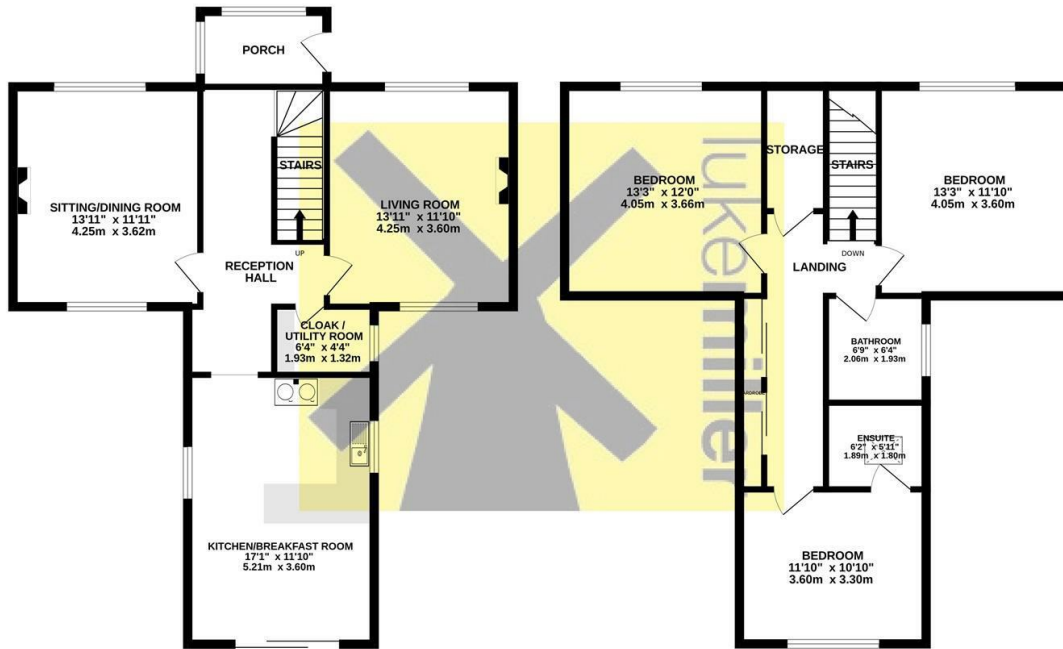 PORCH
SITTING/DINING ROOM
13'11" x 11'11"
4.25m x 3.62m
STAIRS
UP
LIVING ROOM
13'11" x 11'10"
4.25m x 3.60m
RECEPTION
HALL
CLOAK /
UTILITY ROOM
6'4" x 4'4"
1.93m x 1.32m
KITCHEN/BREAKFAST ROOM
17'1" x 11'10"
5.21m x 3.60m
BEDROOM
13'3" x 12'0"
4.05m x 3.66m
STORAGE
STAIRS
DOWN
BEDROOM
13'3" x 11'10"
4.05m x 3.60m
LANDING
BATHROOM
6'9" x 6'4"
2.06m x 1.93m
ENSUITE
6'2" x 5'11"
1.89m x 1.80m
BEDROOM
11'10" x 10'10"
3.60m x 3.30m
lukemiller